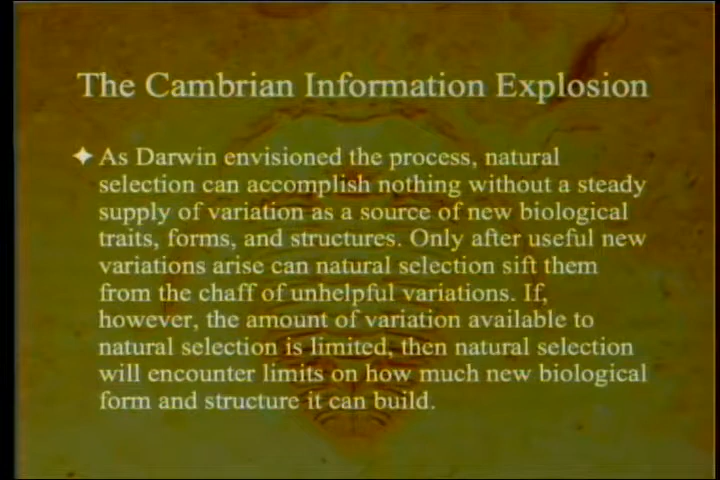 The Cambrian Information Explosion
As Darwin envisioned the process, natural
selection can accomplish nothing without a steady
supply of variation as a source of new biological
traits, forms, and structures. Only after useful new
variations arise can natural selection sift them
from the chaff of unhelpful variations. If,
however, the amount of variation available to
natural selection is limited, then natural selection
will encounter limits on how much new biological
form and structure it can build.